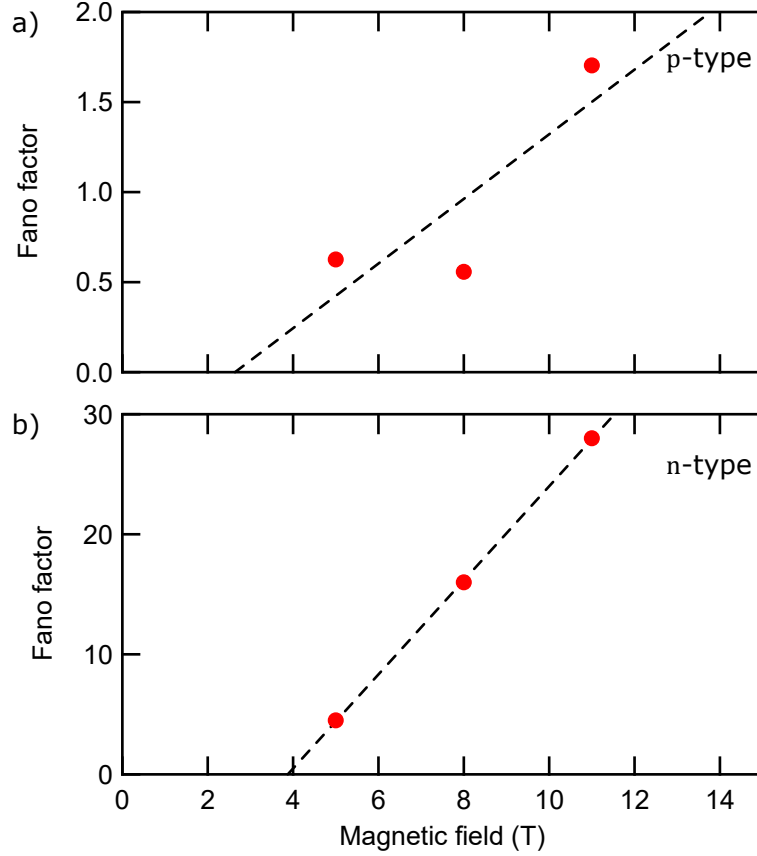 a)
2.0
p-type
1.5
Fano factor
1.0
0.5
0.0
b)
30
n-type
20
Fano factor
10
0
0 2 4 6 8 10 12 14
Magnetic field (T)